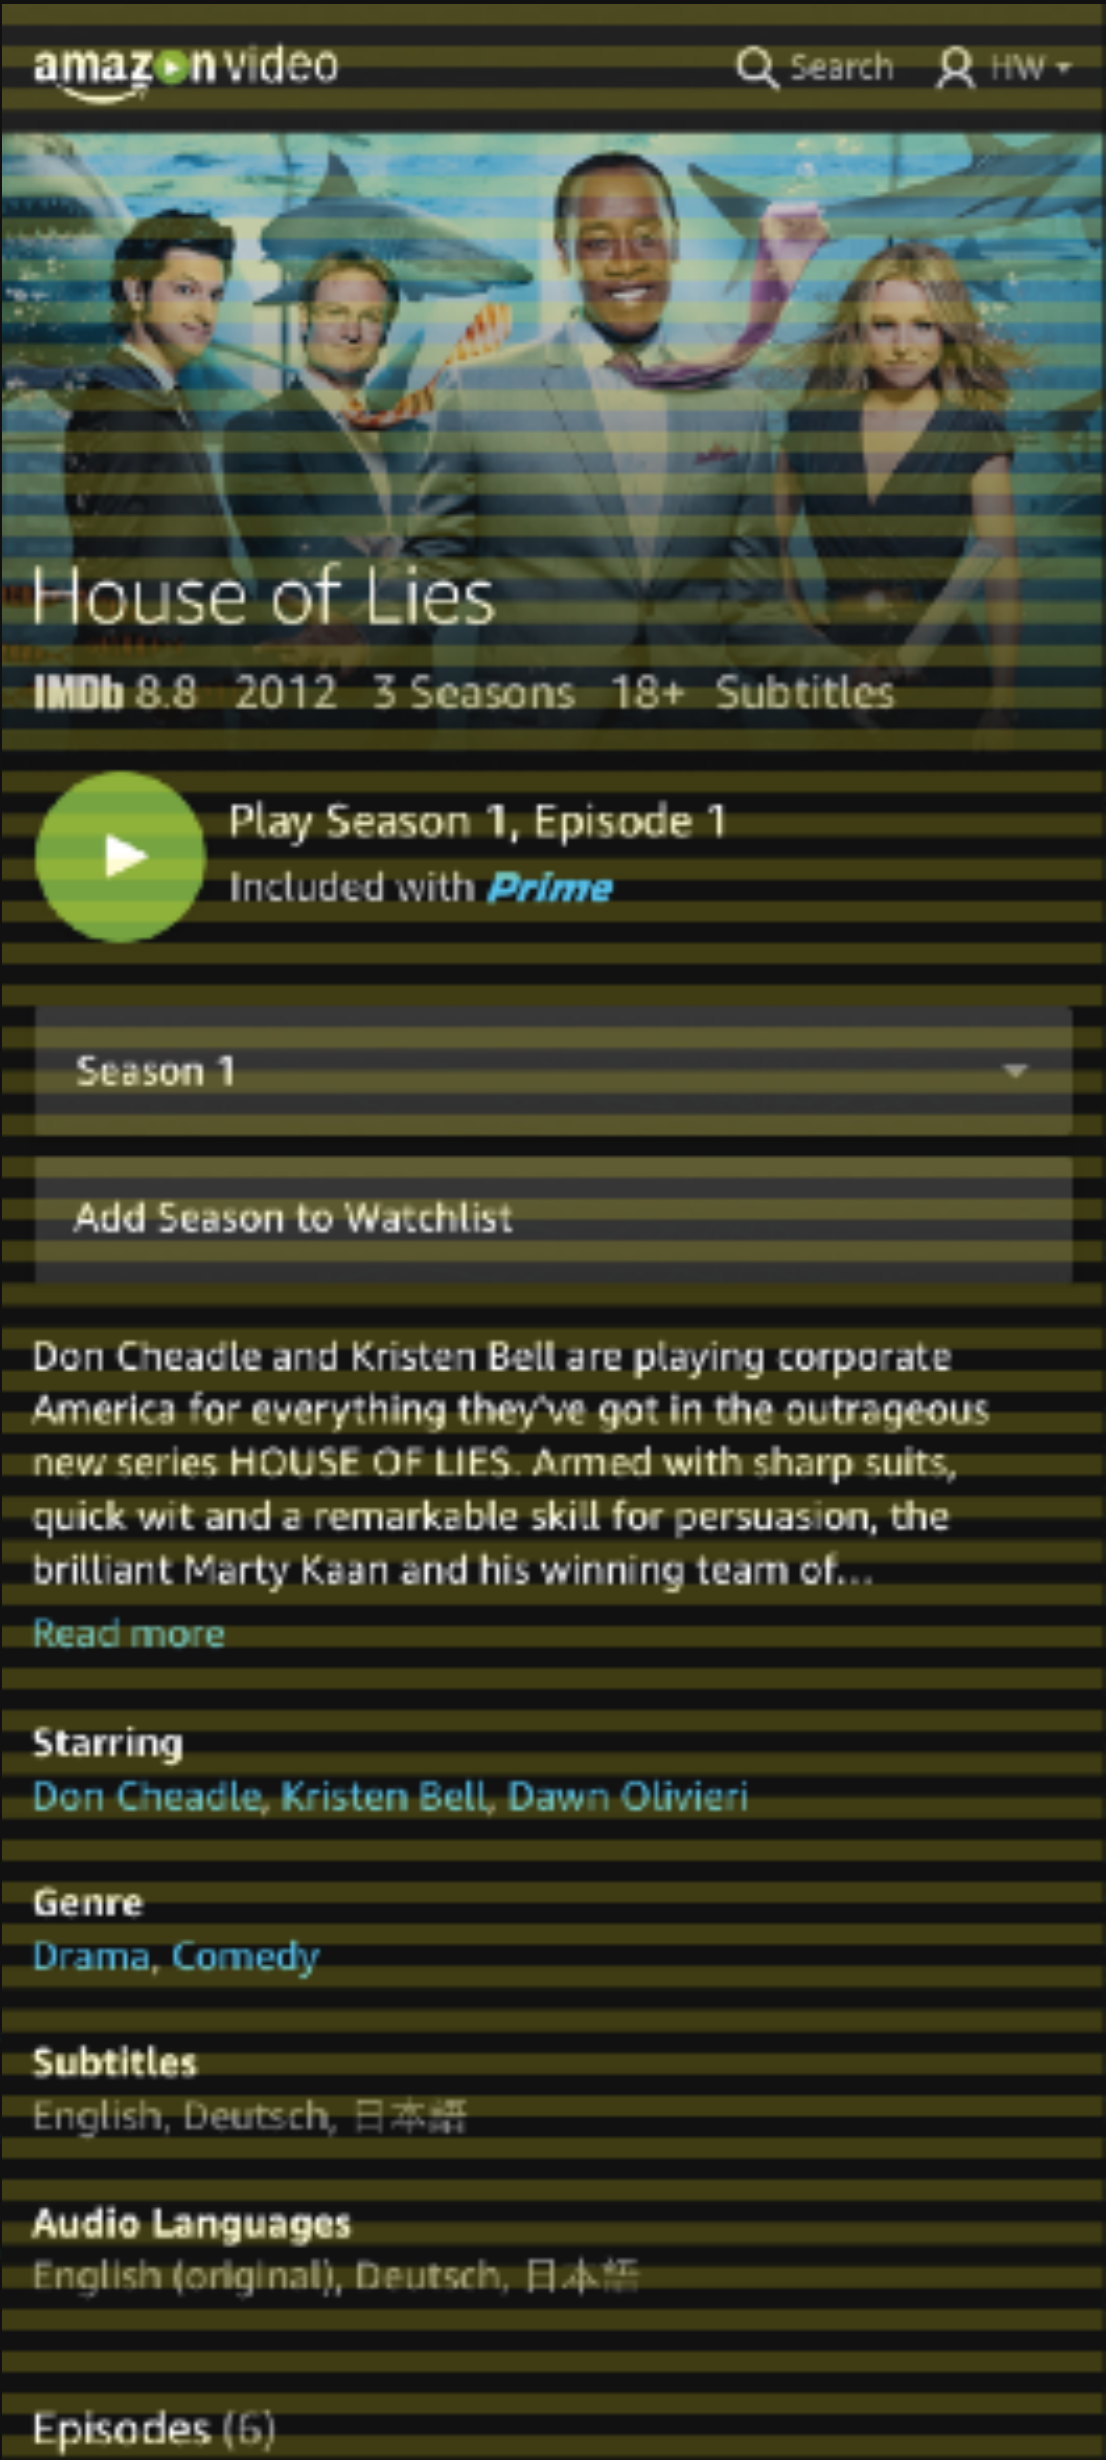 amazon video Search HW
House of Lies
IMDb 8.8 2012 3 Seasons 18+ Subtitles
Play Season 1, Episode 1
Included with Prime
Season 1
Add Season to Watchlist
Don Cheadle and Kristen Bell are playing corporate
America for everything they've got in the outrageous
new series HOUSE OF LIES. Armed with sharp suits,
quick wit and a remarkable skill for persuasion, the
brilliant Marty Kaan and his winning team of...
Read more
Starring
Don Cheadle, Kristen Bell, Dawn Olivieri
Genre
Drama, Comedy
Subtitles
English, Deutsch, 日本語
Audio Languages
English (original), Deutsch, 日本語
Episodes (6)